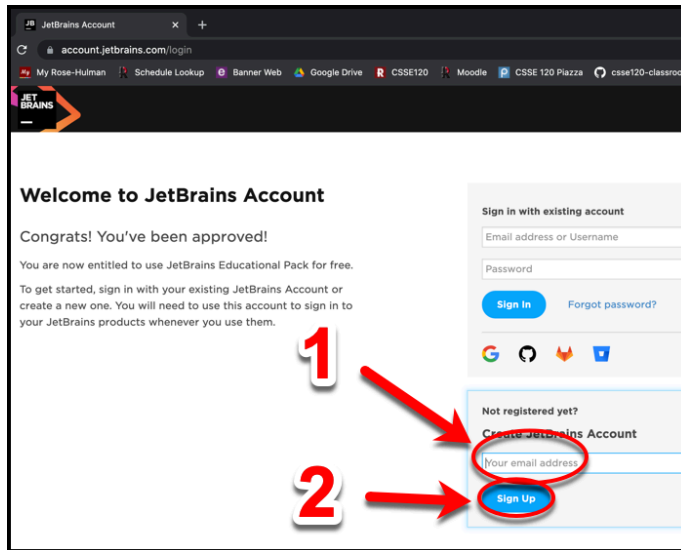 JB JetBrains Account × +
account.jetbrains.com/login
My Rose-Hulman Schedule Lookup Banner Web Google Drive R CSSE120 Moodle P CSSE 120 Piazza csse120-classroo
JET
BRAINS
Welcome to JetBrains Account
Congrats! You've been approved!
You are now entitled to use JetBrains Educational Pack for free.
To get started, sign in with your existing JetBrains Account or
create a new one. You will need to use this account to sign in to
your JetBrains products whenever you use them.
Sign in with existing account
Email address or Username
Password
Sign In Forgot password?
1
Not registered yet?
Create JetBrains Account
Your email address
2
Sign Up